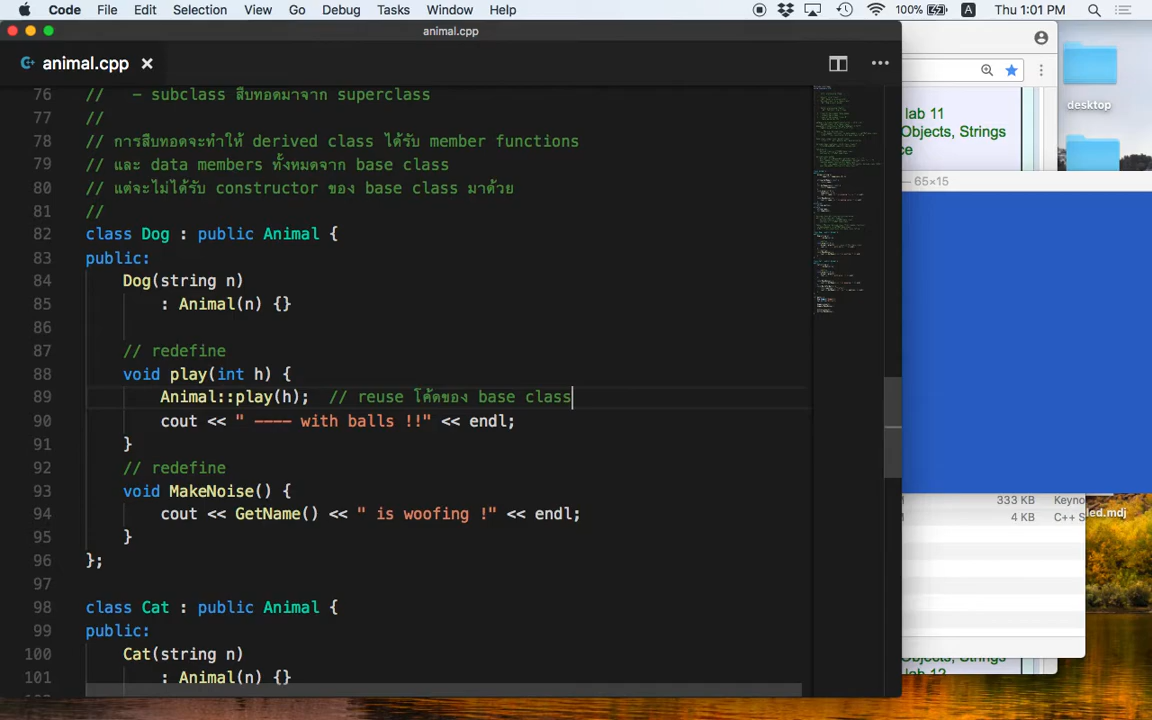 Code File Edit Selection View Go Debug Tasks Window Help 100% A Thu 1:01 PM
animal.cpp
animal.cpp
76 //   - subclass สืบทอดมาจาก superclass
77 //
78 // การสืบทอดจะทำให้ derived class ได้รับ member functions
79 // และ data members ทั้งหมดจาก base class
80 // แต่จะไม่ได้รับ constructor ของ base class มาด้วย
81 //
82 class Dog : public Animal {
83 public:
84     Dog(string n)
85         : Animal(n) {}
86
87     // redefine
88     void play(int h) {
89         Animal::play(h);  // reuse โค้ดของ base class
90         cout << " ---- with balls !!" << endl;
91     }
92     // redefine
93     void MakeNoise() {
94         cout << GetName() << " is woofing !" << endl;
95     }
96 };
97
98 class Cat : public Animal {
99 public:
100     Cat(string n)
101         : Animal(n) {}
lab 11
Objects, Strings
desktop
— 65×15
333 KB Keyno
4 KB C++ S
led.mdj
Objects, Strings
lab 12